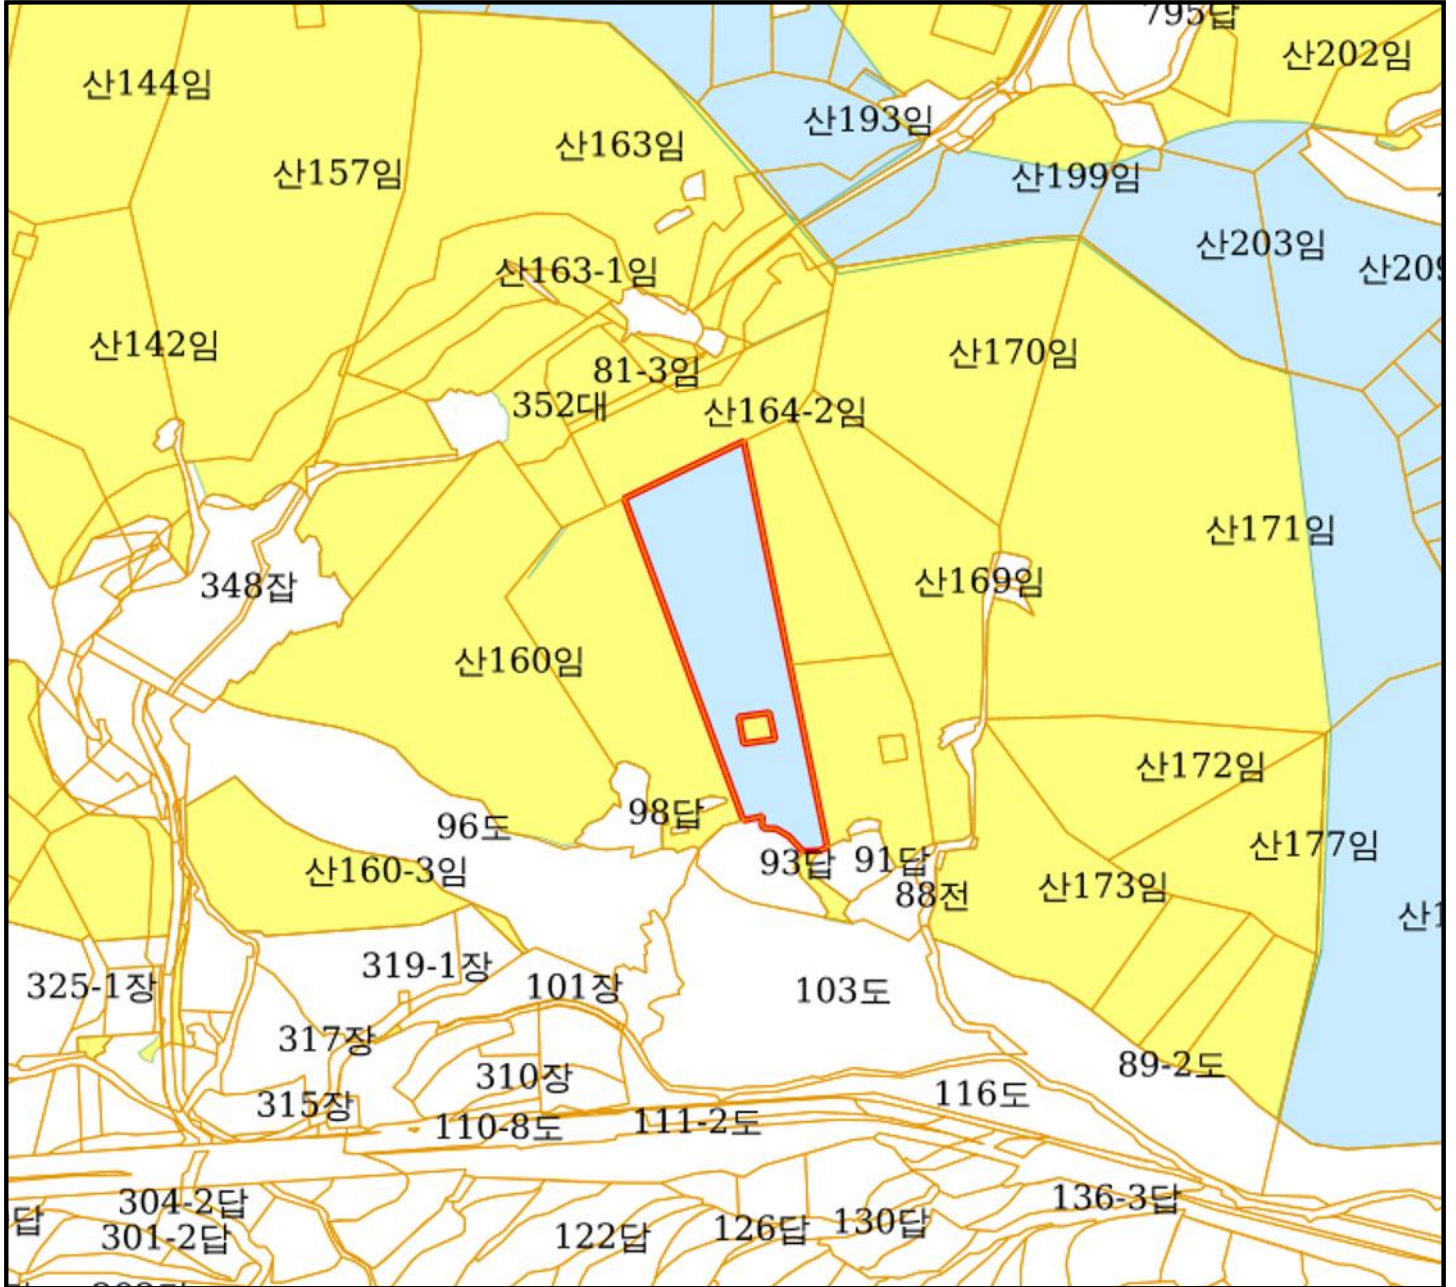 795답
산202임
산144임
산193임
산163임
산157임
산199임
산203임
산163-1임
산142임
산170임
81-3임
352대
산164-2임
산171임
348잡
산169임
산160임
산172임
98답
96도
산177임
93답
91답
산160-3임
산173임
88전
319-1장
325-1장
101장
103도
317장
89-2도
310장
116도
315장
110-8도
111-2도
304-2답
136-3답
답
301-2답
122답
126답
130답